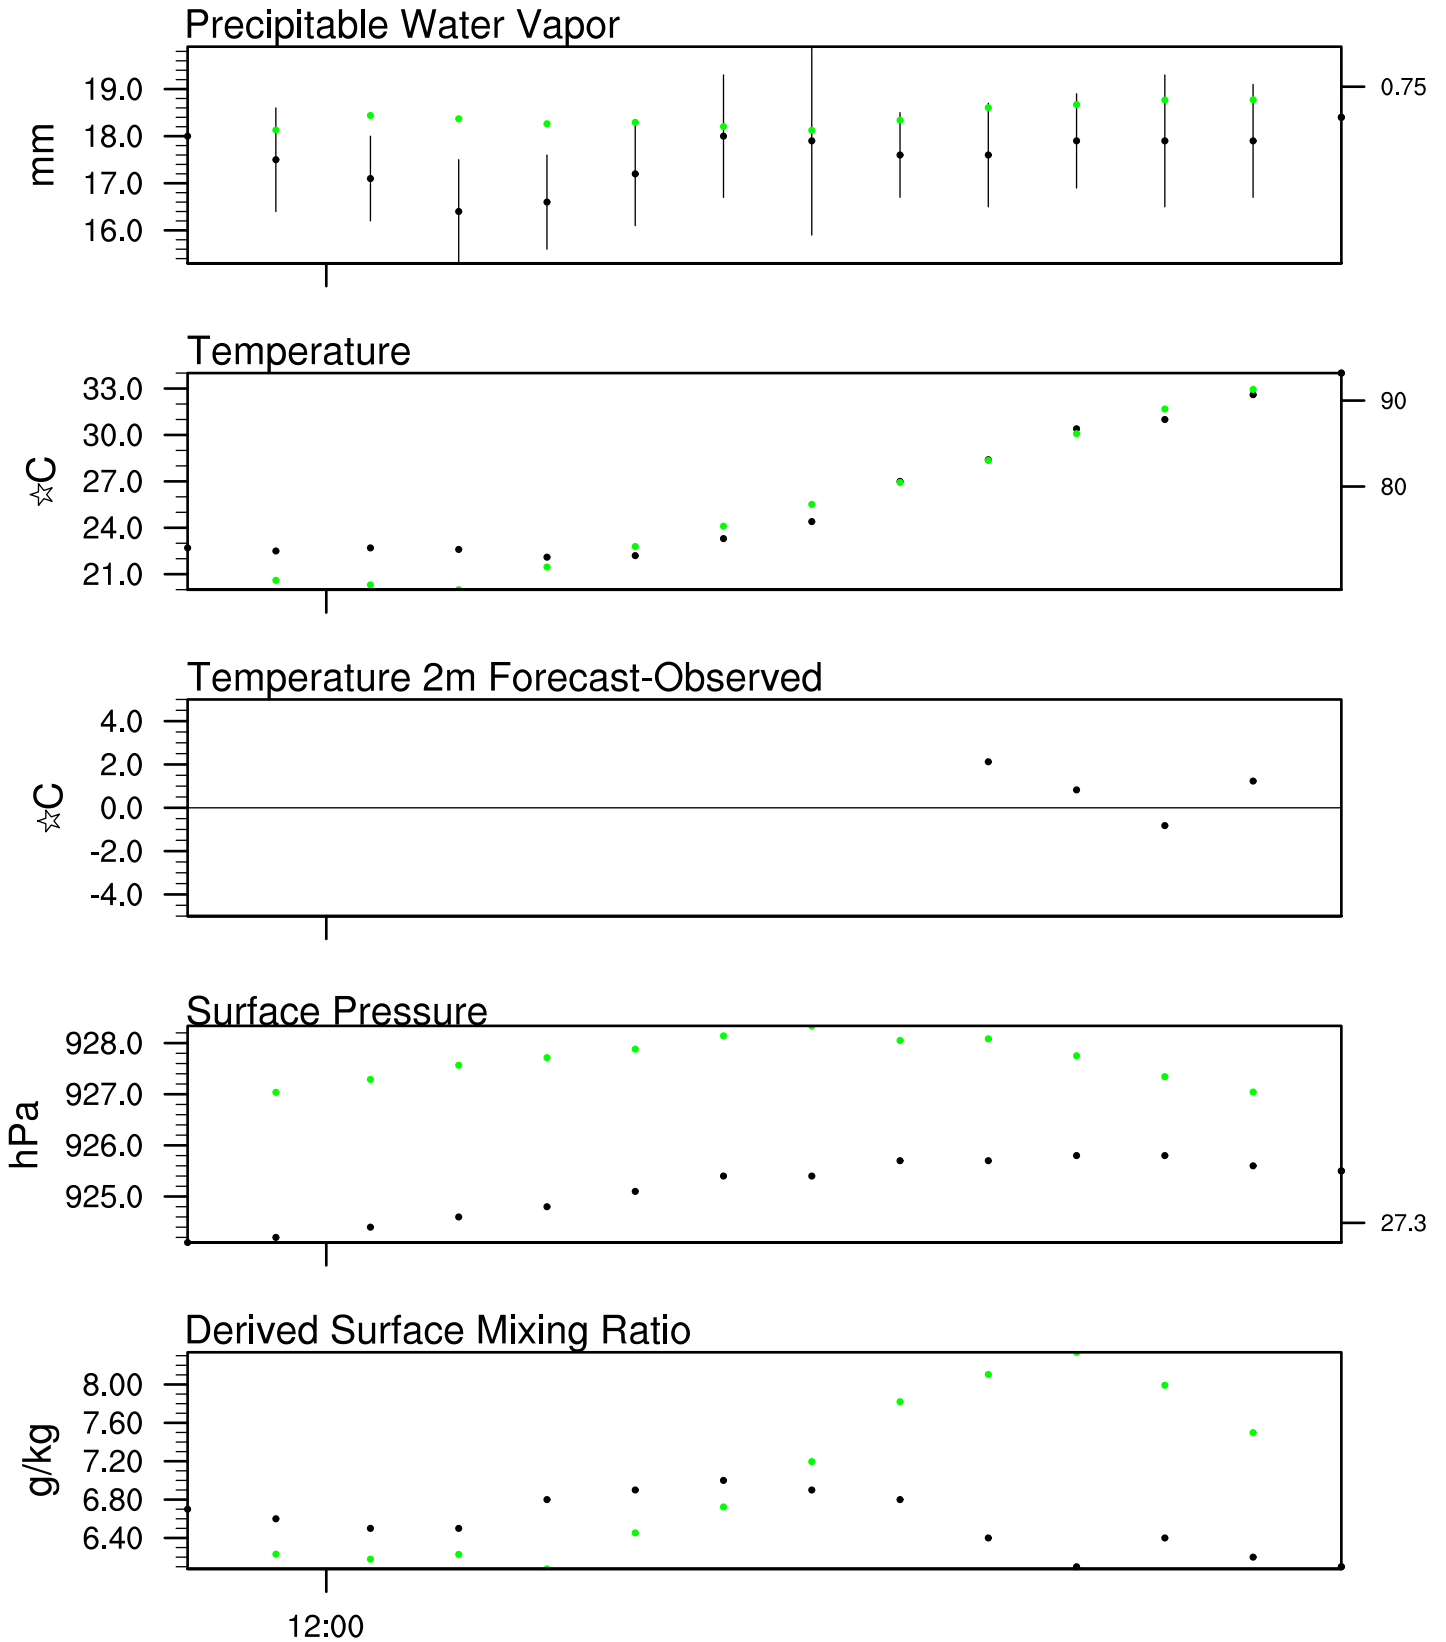 Precipitable Water Vapor
mm
19.0
18.0
17.0
16.0
0.75
Temperature
☆C
33.0
30.0
27.0
24.0
21.0
90
80
Temperature 2m Forecast-Observed
☆C
4.0
2.0
0.0
-2.0
-4.0
Surface Pressure
hPa
928.0
927.0
926.0
925.0
27.3
Derived Surface Mixing Ratio
g/kg
8.00
7.60
7.20
6.80
6.40
12:00